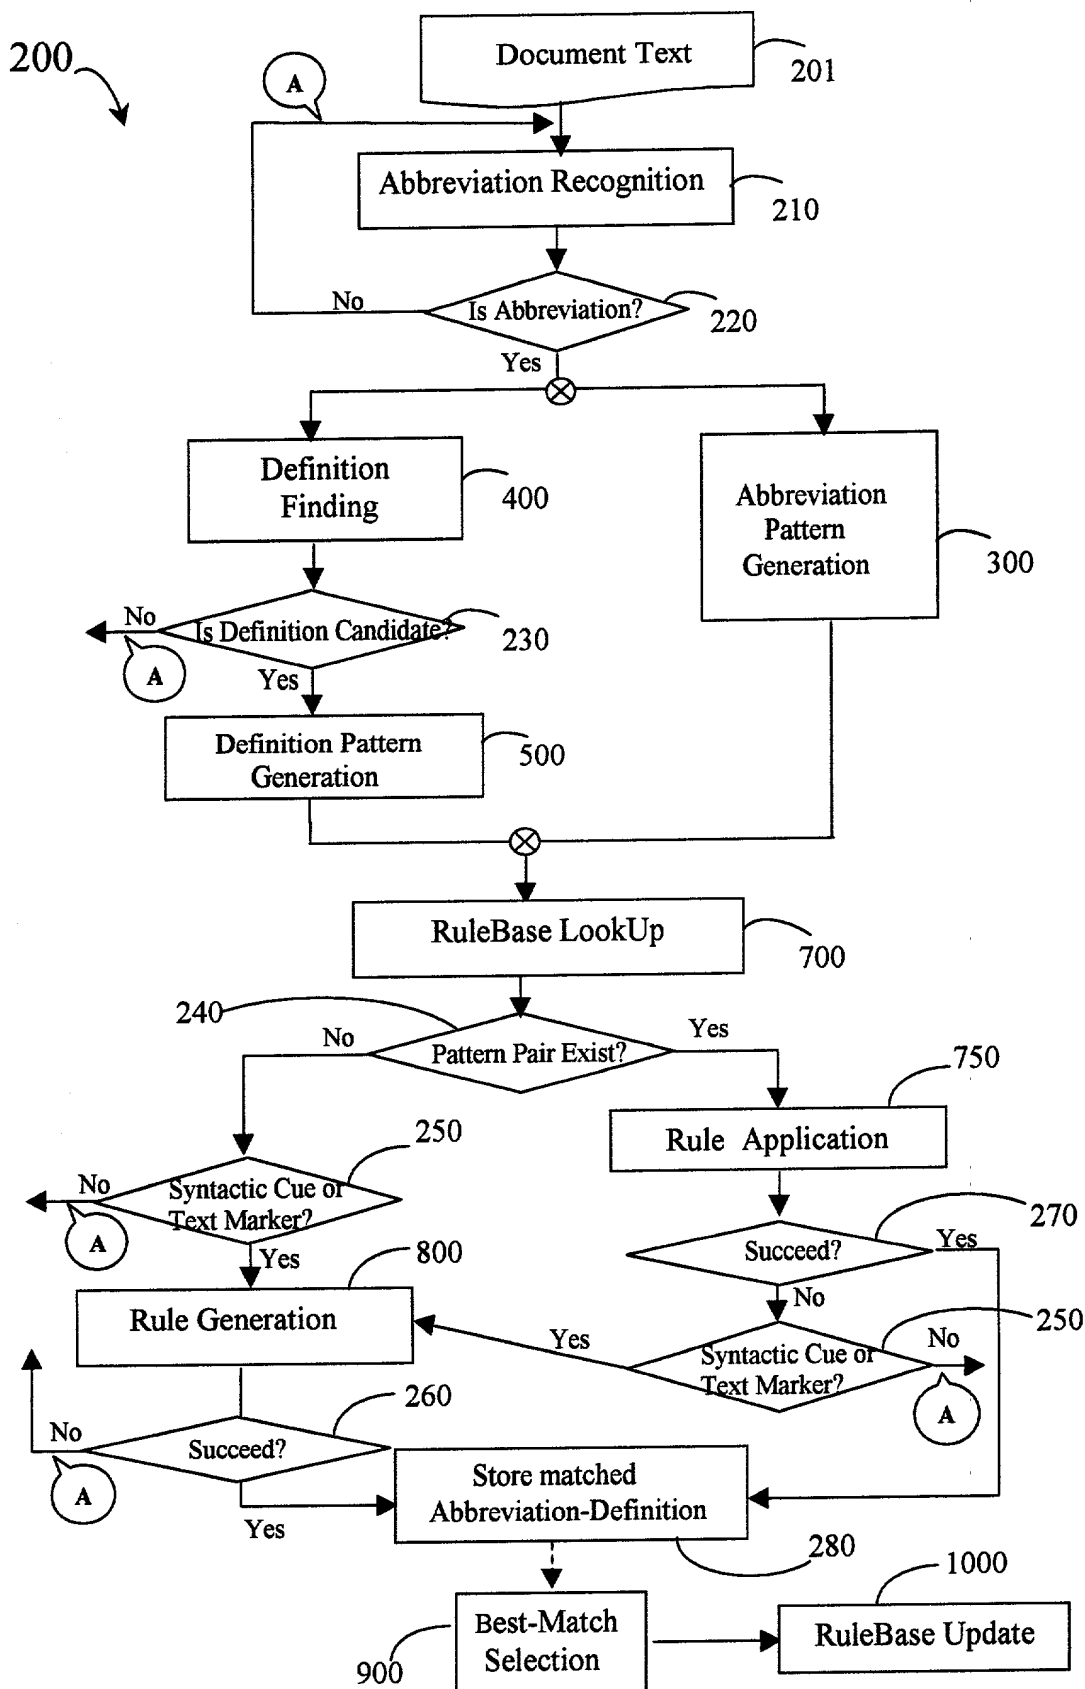 200
Document Text
201
A
Abbreviation Recognition
210
No
Is Abbreviation?
220
Yes
Definition
Finding
400
Abbreviation
Pattern
Generation
300
No
Is Definition Candidate?
230
A
Yes
Definition Pattern
Generation
500
RuleBase LookUp
700
240
No
Pattern Pair Exist?
Yes
750
Rule Application
250
No
Syntactic Cue or
Text Marker?
A
Yes
800
270
Succeed?
Yes
No
Rule Generation
Yes
Syntactic Cue or
Text Marker?
250
No
A
260
No
Succeed?
A
Yes
Store matched
Abbreviation-Definition
280
1000
Best-Match
Selection
900
RuleBase Update